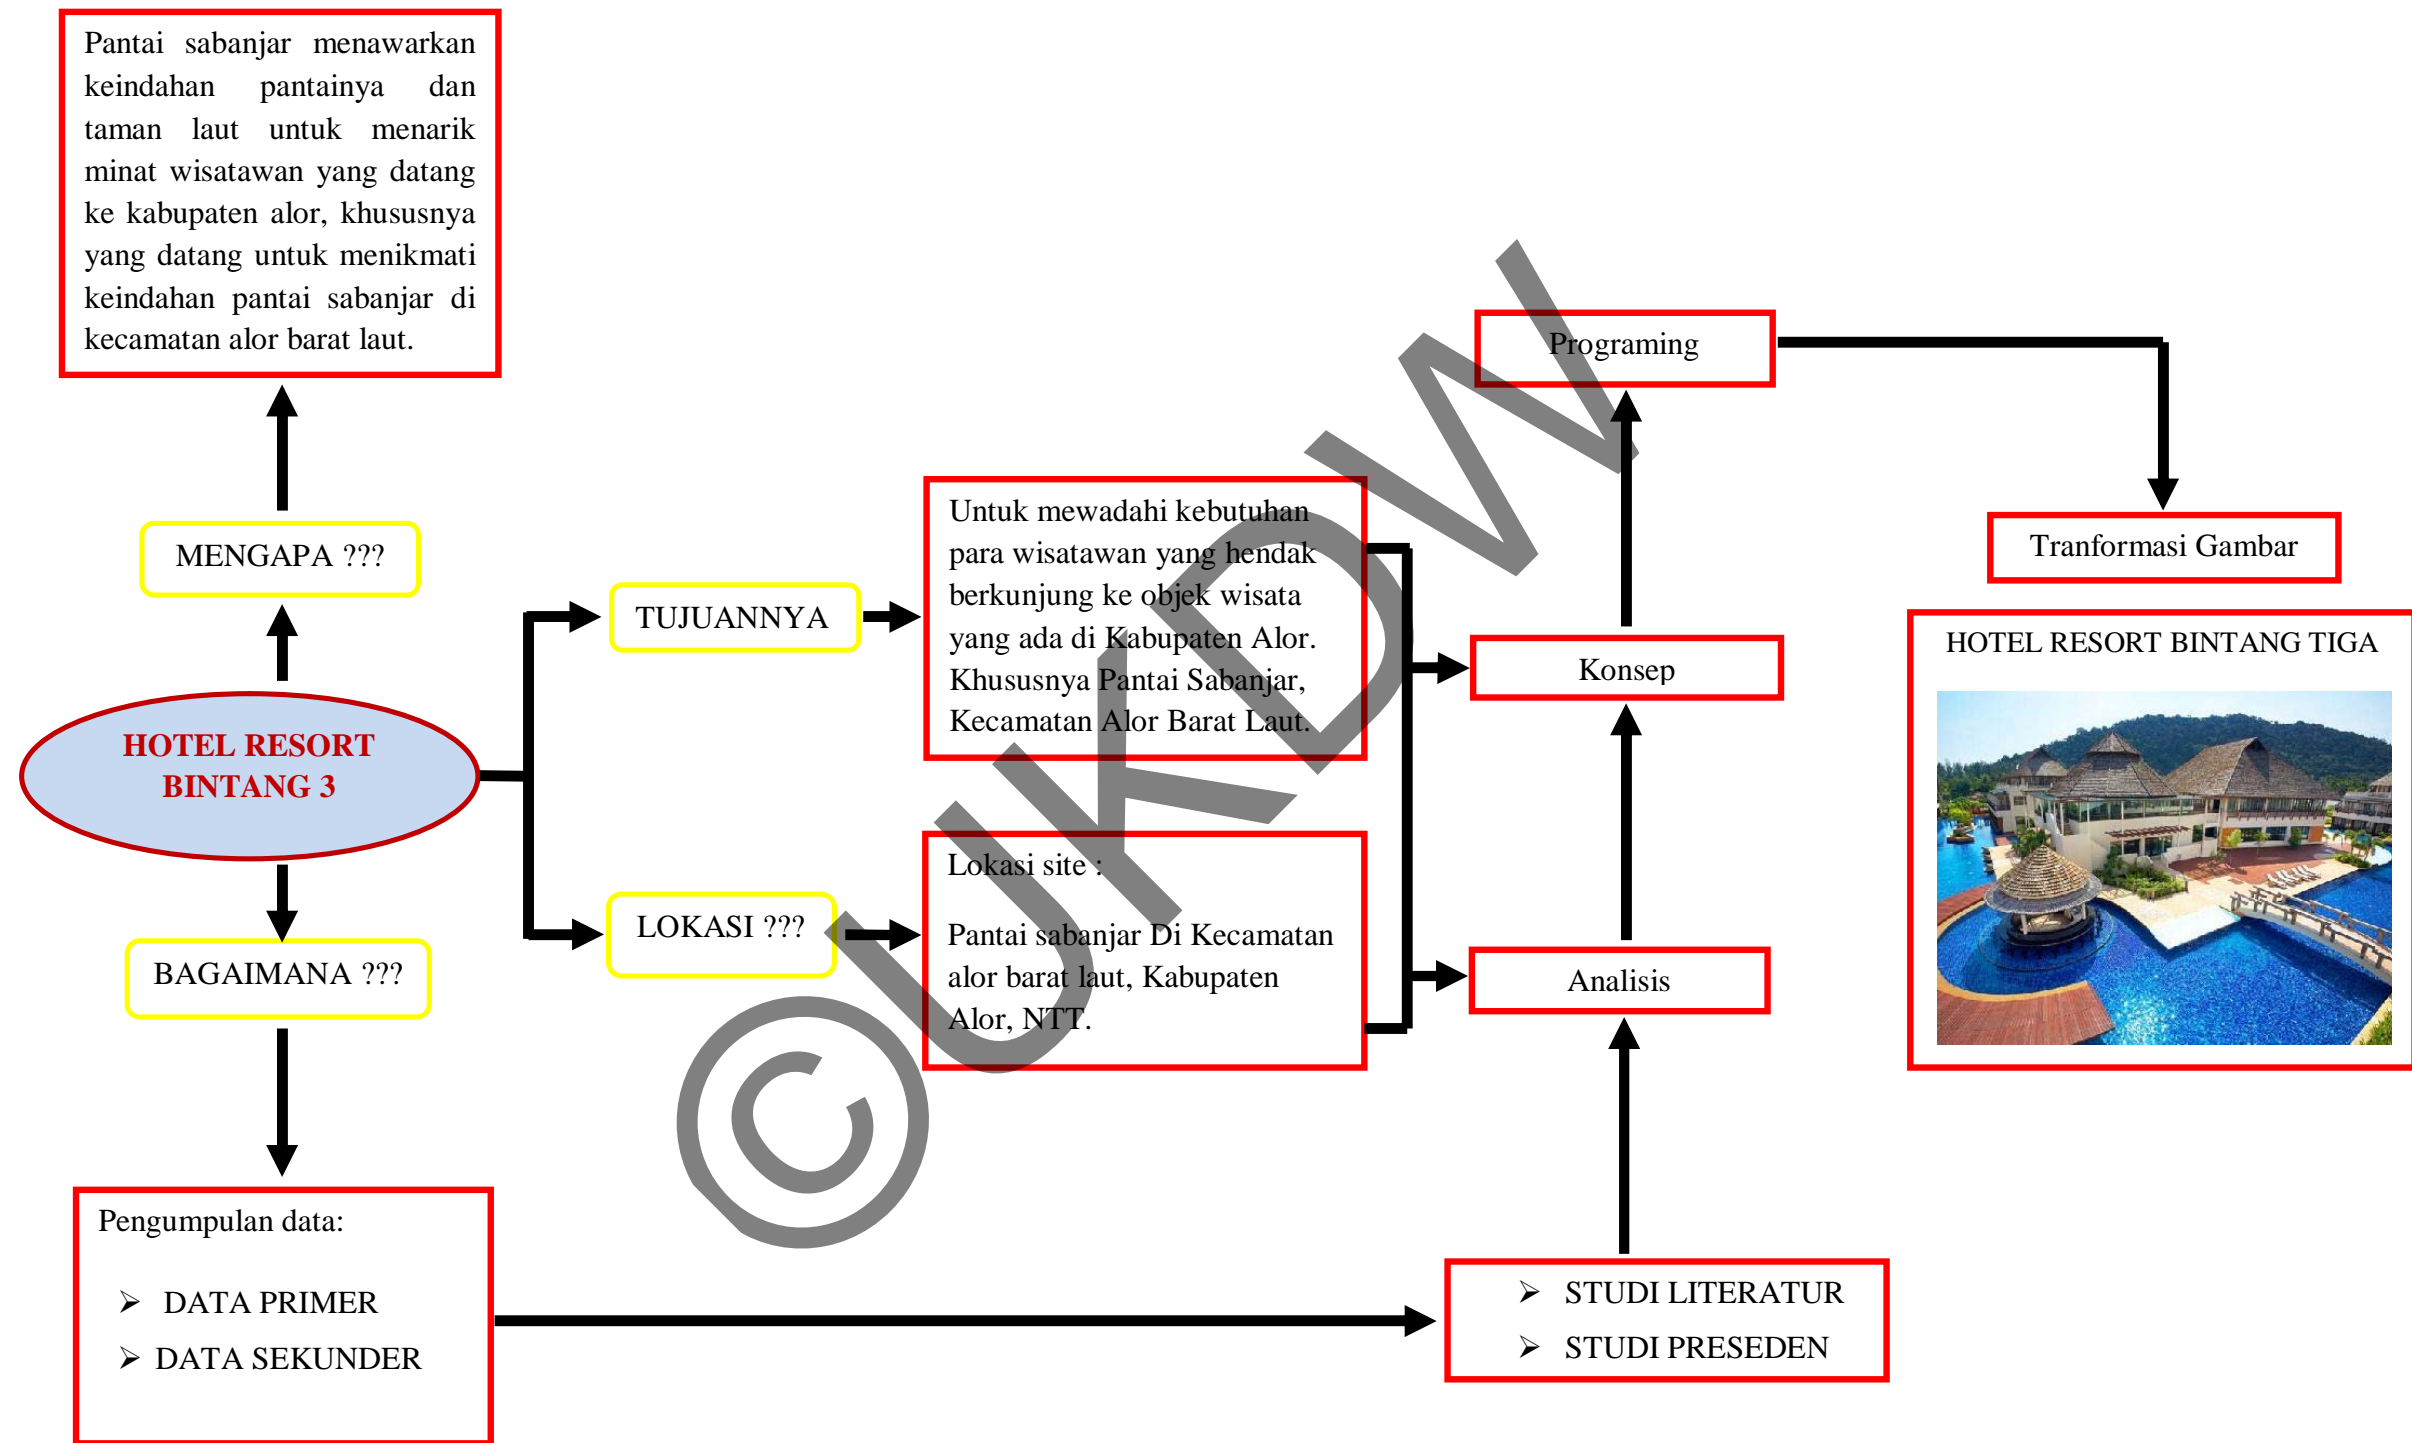 Pantai sabanjar menawarkan
keindahan pantainya dan
taman laut untuk menarik
minat wisatawan yang datang
ke kabupaten alor, khususnya
yang datang untuk menikmati
keindahan pantai sabanjar di
kecamatan alor barat laut.
MENGAPA ???
HOTEL RESORT
BINTANG 3
BAGAIMANA ???
Pengumpulan data:
➢ DATA PRIMER
➢ DATA SEKUNDER
TUJUANNYA
Untuk mewadahi kebutuhan
para wisatawan yang hendak
berkunjung ke objek wisata
yang ada di Kabupaten Alor.
Khususnya Pantai Sabanjar,
Kecamatan Alor Barat Laut.
LOKASI ???
Lokasi site :
Pantai sabanjar Di Kecamatan
alor barat laut, Kabupaten
Alor, NTT.
Programing
Konsep
Analisis
➢ STUDI LITERATUR
➢ STUDI PRESEDEN
Tranformasi Gambar
HOTEL RESORT BINTANG TIGA
©UKDW